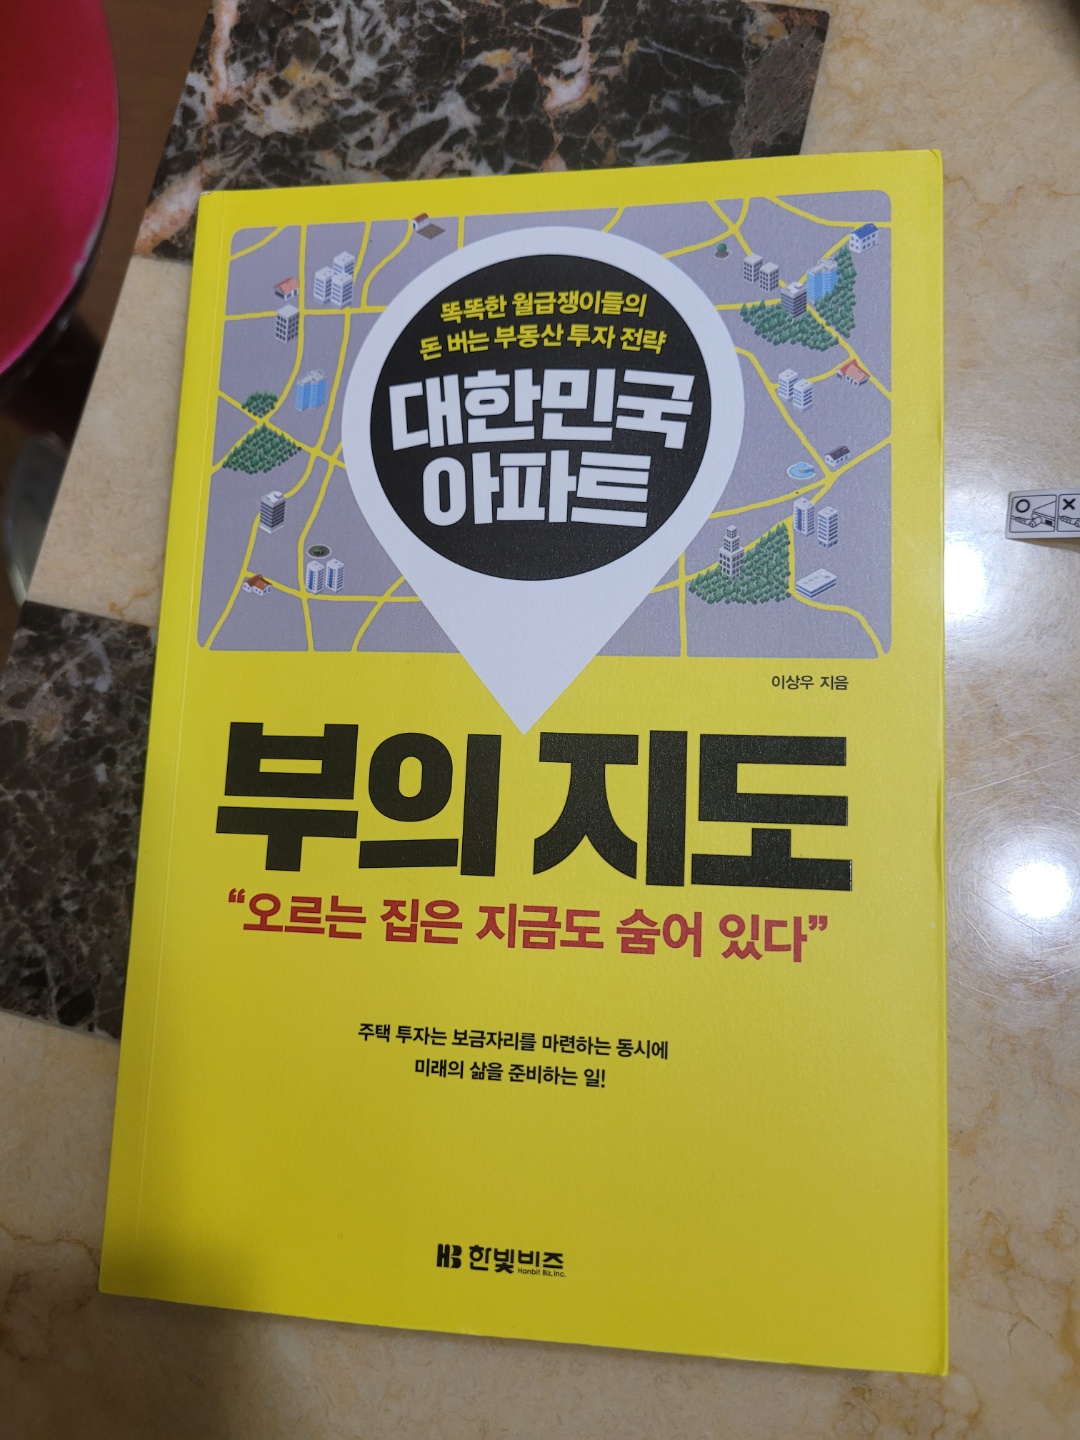 똑똑한 월급쟁이들의
돈 버는 부동산 투자 전략
대한민국
아파트
이상우 지음
부의 지도
“오르는 집은 지금도 숨어 있다”
주택 투자는 보금자리를 마련하는 동시에
미래의 삶을 준비하는 일!
HB 한빛비즈
Hanbit Biz, Inc.